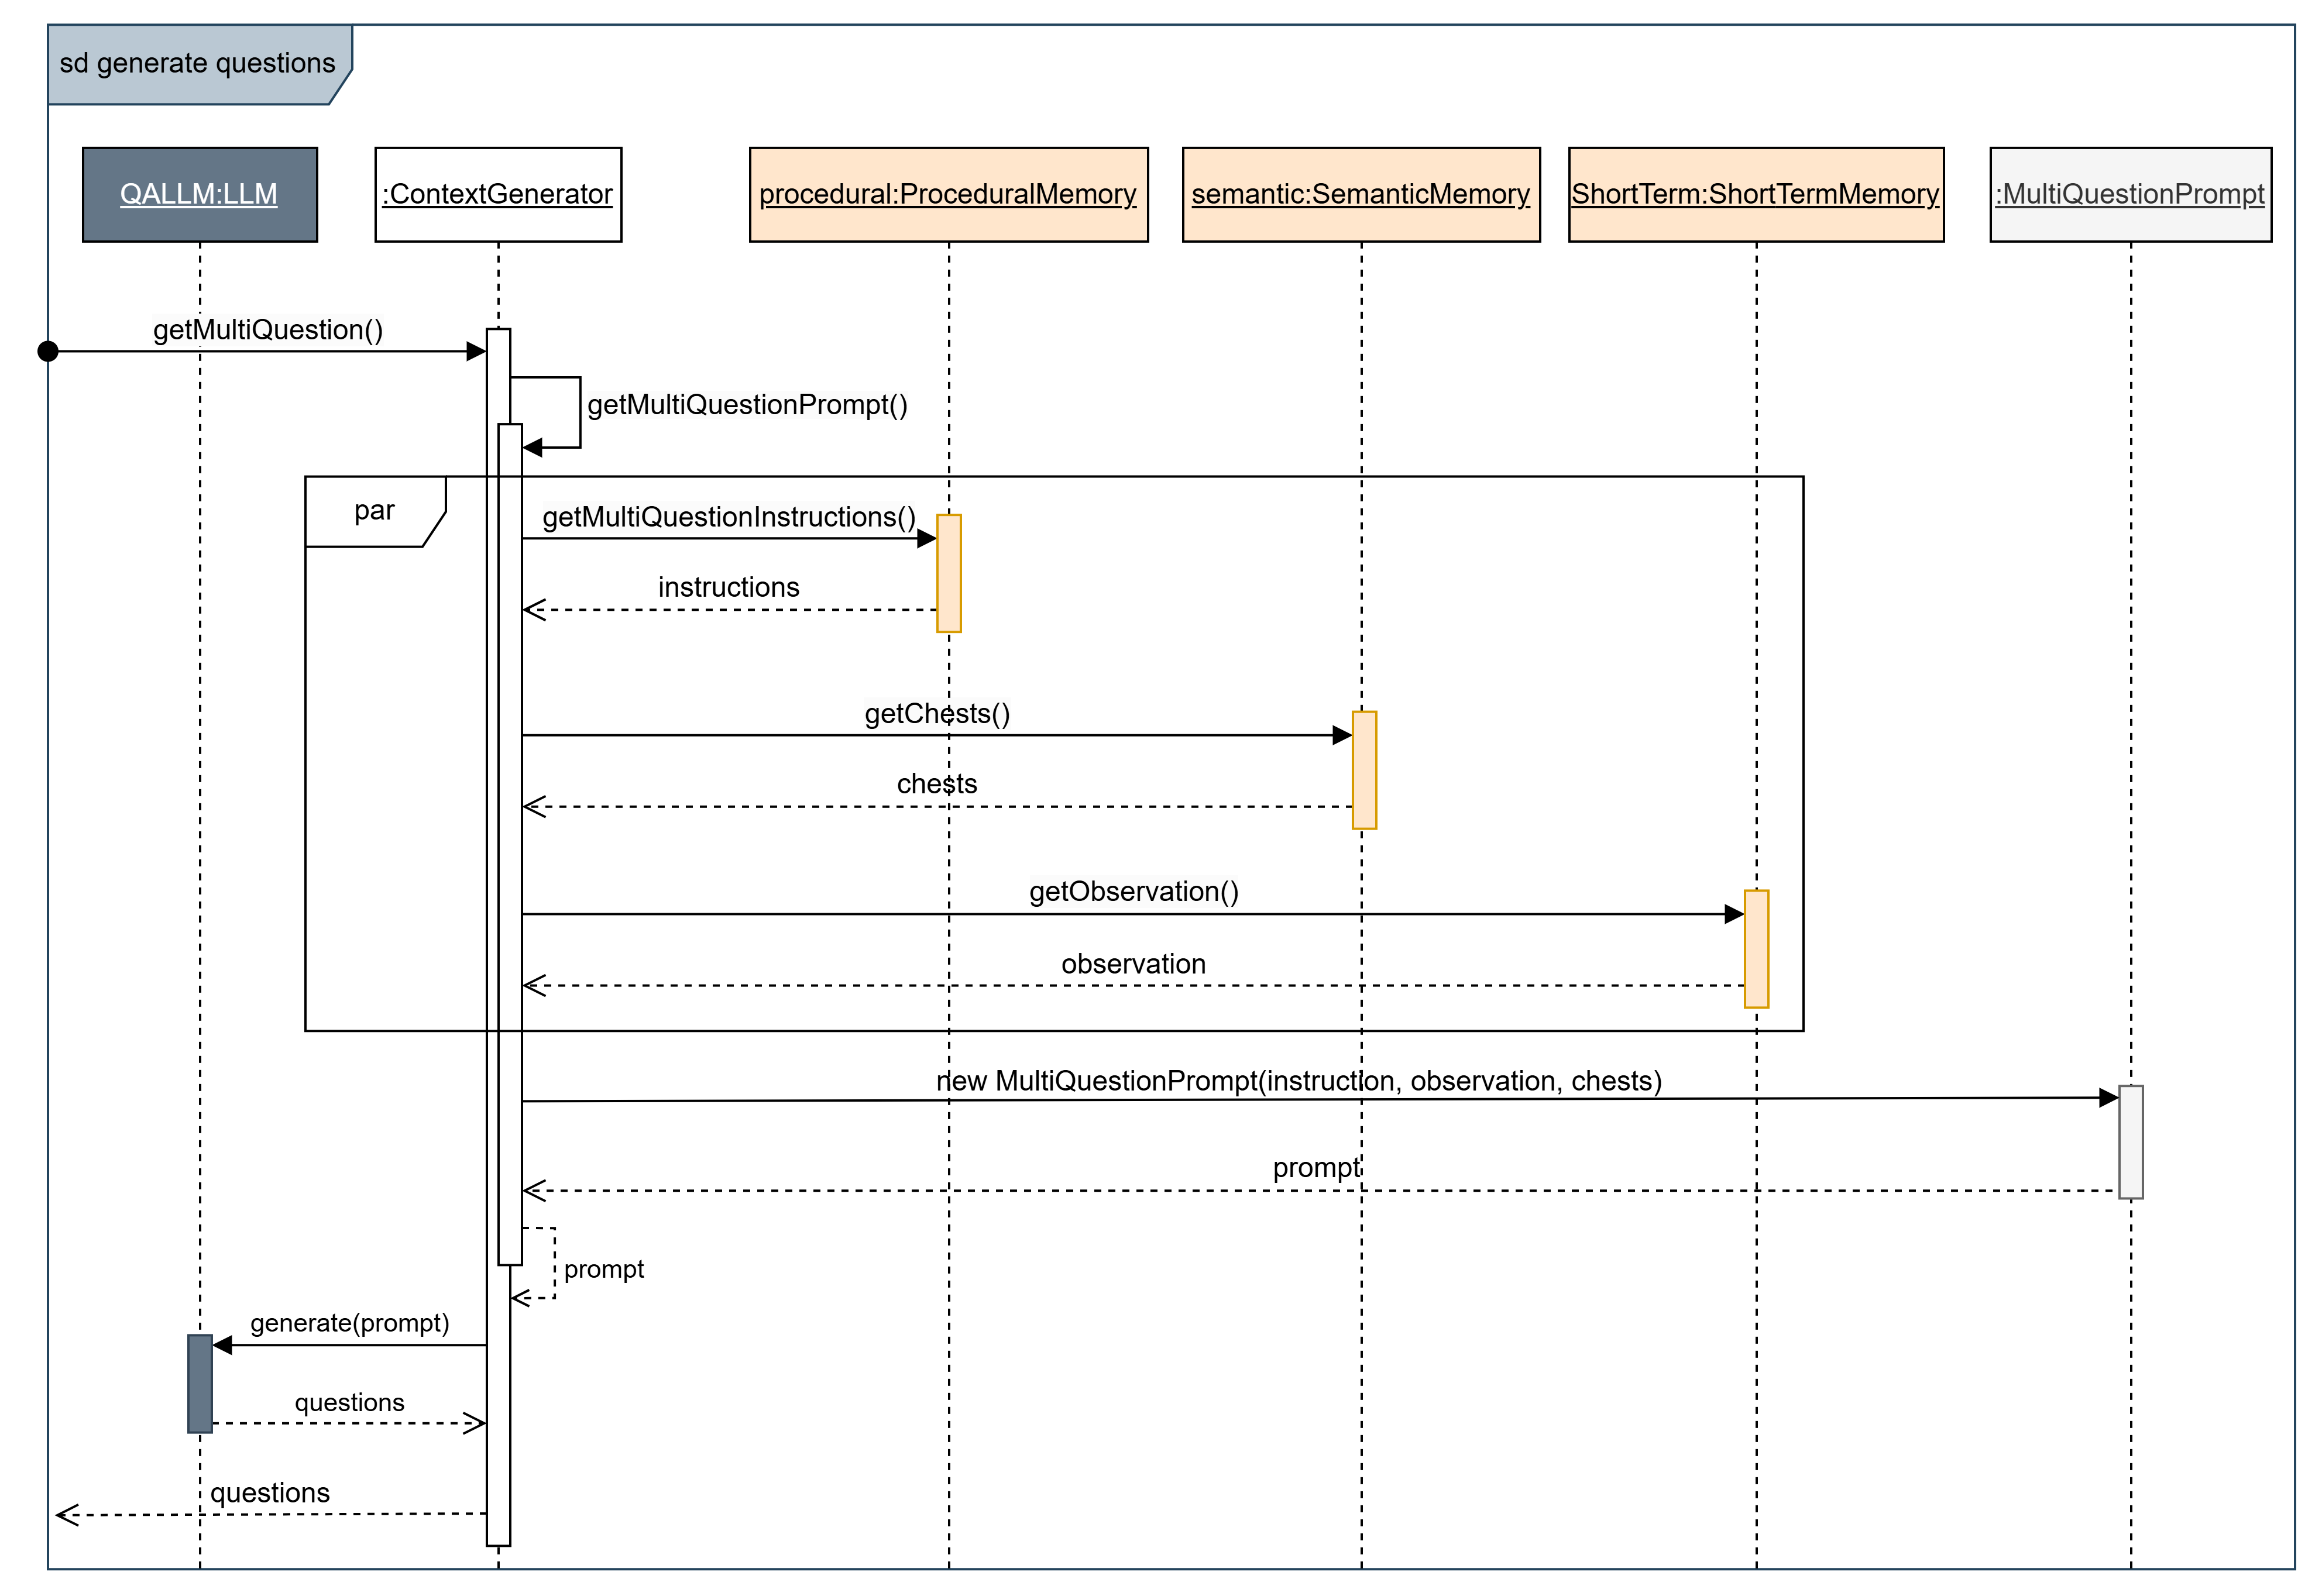 sd generate questions
QALLM:LLM
:ContextGenerator
procedural:ProceduralMemory
semantic:SemanticMemory
ShortTerm:ShortTermMemory
:MultiQuestionPrompt
getMultiQuestion()
getMultiQuestionPrompt()
par
getMultiQuestionInstructions()
instructions
getChests()
chests
getObservation()
observation
new MultiQuestionPrompt(instruction, observation, chests)
prompt
prompt
generate(prompt)
questions
questions